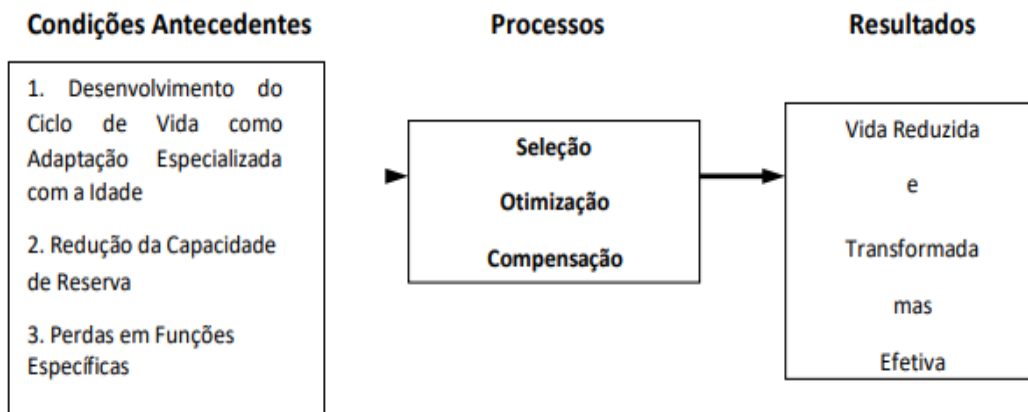 Condições Antecedentes
Processos
Resultados
1. Desenvolvimento do
Ciclo de Vida como
Adaptação Especializada
com a Idade
2. Redução da Capacidade
de Reserva
3. Perdas em Funções
Específicas
Seleção
Otimização
Compensação
Vida Reduzida
e
Transformada
mas
Efetiva